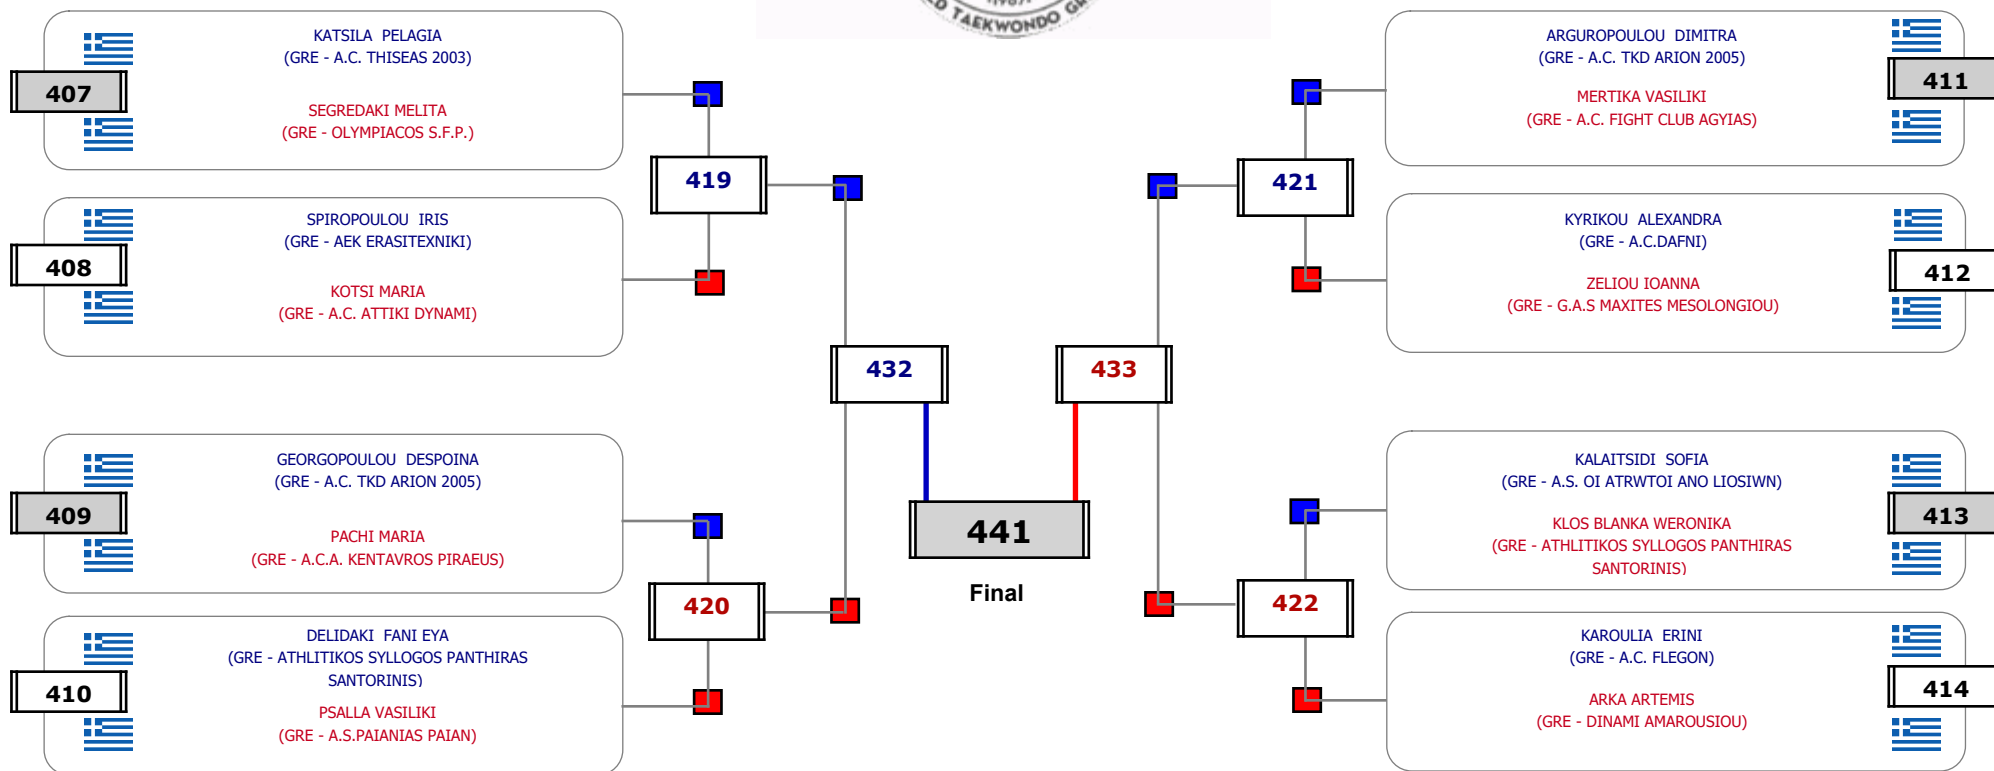 TAEKWONDO
407
KATSILA PELAGIA
(GRE - A.C. THISEAS 2003)
SEGREDAKI MELITA
(GRE - OLYMPIACOS S.F.P.)
408
SPIROPOULOU IRIS
(GRE - AEK ERASITEXNIKI)
KOTSI MARIA
(GRE - A.C. ATTIKI DYNAMI)
419
409
GEORGOPOULOU DESPOINA
(GRE - A.C. TKD ARION 2005)
PACHI MARIA
(GRE - A.C.A. KENTAVROS PIRAEUS)
410
DELIDAKI FANI EYA
(GRE - ATHLITIKOS SYLLOGOS PANTHIRAS
SANTORINIS)
PSALLA VASILIKI
(GRE - A.S.PAIANIAS PAIAN)
420
432
441
Final
433
421
ARGUROPOULOU DIMITRA
(GRE - A.C. TKD ARION 2005)
MERTIKA VASILIKI
(GRE - A.C. FIGHT CLUB AGYIAS)
411
KYRIKOU ALEXANDRA
(GRE - A.C.DAFNI)
ZELIOU IOANNA
(GRE - G.A.S MAXITES MESOLONGIOU)
412
422
KALAITSIDI SOFIA
(GRE - A.S. OI ATRWTOI ANO LIOSIWN)
KLOS BLANKA WERONIKA
(GRE - ATHLITIKOS SYLLOGOS PANTHIRAS
SANTORINIS)
413
KAROULIA ERINI
(GRE - A.C. FLEGON)
ARKA ARTEMIS
(GRE - DINAMI AMAROUSIOU)
414